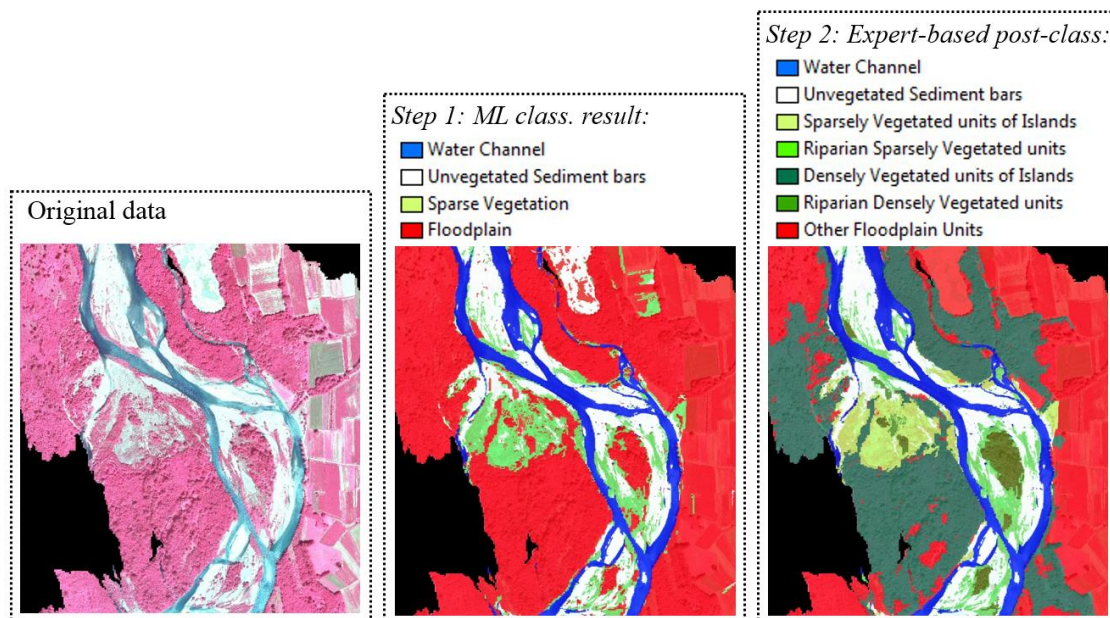 Original data
Step 1: ML class. result:
Water Channel
Unvegetated Sediment bars
Sparse Vegetation
Floodplain
Step 2: Expert-based post-class:
Water Channel
Unvegetated Sediment bars
Sparsely Vegetated units of Islands
Riparian Sparsely Vegetated units
Densely Vegetated units of Islands
Riparian Densely Vegetated units
Other Floodplain Units